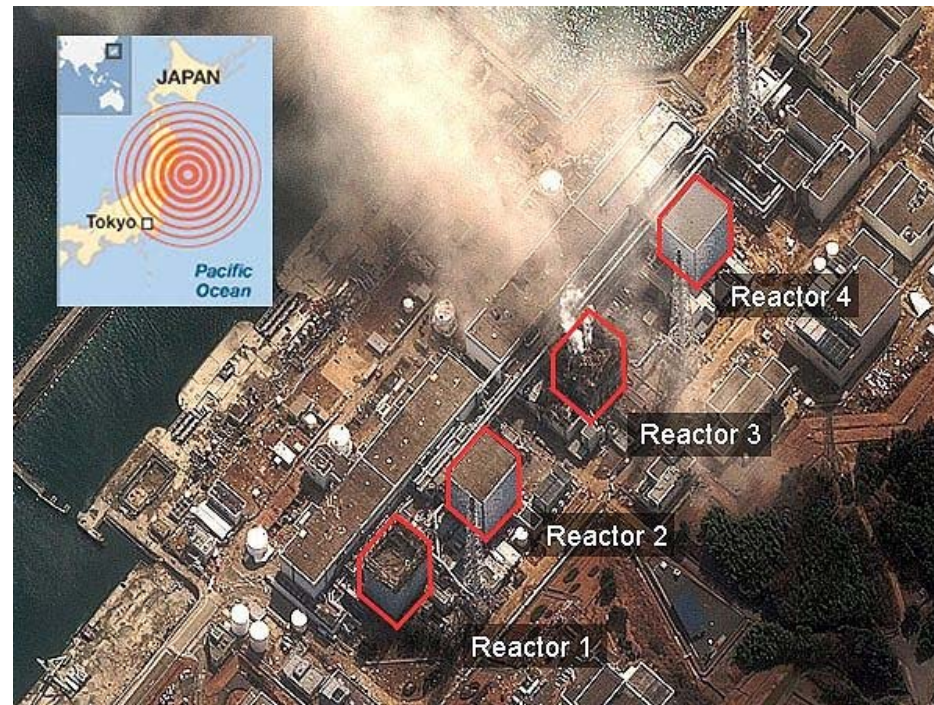 JAPAN
Tokyo
Pacific
Ocean
Reactor 4
Reactor 3
Reactor 2
Reactor 1